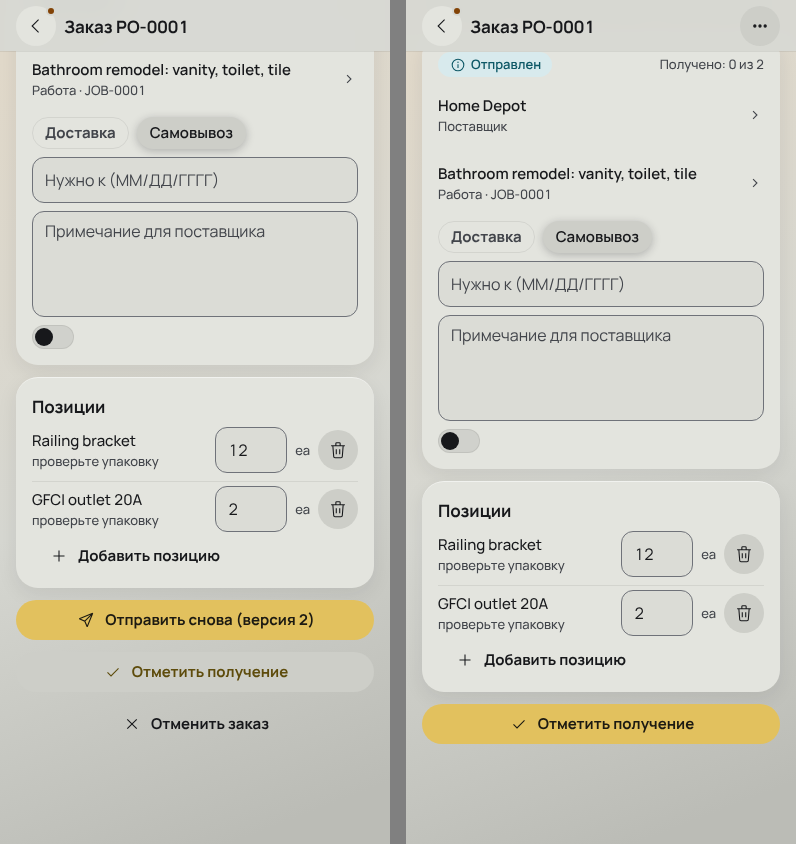 Заказ PO-0001
Bathroom remodel: vanity, toilet, tile
Работа · JOB-0001
Доставка Самовывоз
Нужно к (ММ/ДД/ГГГГ)
Примечание для поставщика
Позиции
Railing bracket
проверьте упаковку
12 ea
GFCI outlet 20A
проверьте упаковку
2 ea
Добавить позицию
Отправить снова (версия 2)
Отметить получение
Отменить заказ
Заказ PO-0001
Отправлен Получено: 0 из 2
Home Depot
Поставщик
Bathroom remodel: vanity, toilet, tile
Работа · JOB-0001
Доставка Самовывоз
Нужно к (ММ/ДД/ГГГГ)
Примечание для поставщика
Позиции
Railing bracket
проверьте упаковку
12 ea
GFCI outlet 20A
проверьте упаковку
2 ea
Добавить позицию
Отметить получение